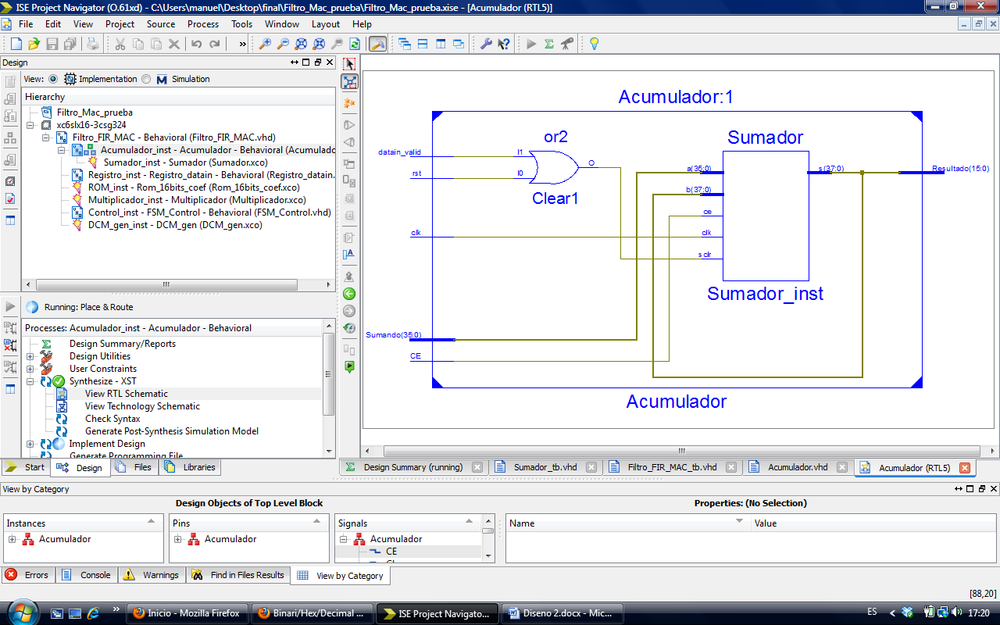 ISE Project Navigator (O.61xd) - C:\Users\manuel\Desktop\final\Filtro_Mac_prueba\Filtro_Mac_prueba.xise - [Acumulador (RTL5)]
File Edit View Project Source Process Tools Window Layout Help
Design
View: Implementation Simulation
Hierarchy
Filtro_Mac_prueba
xc6slx16-3csg324
Filtro_FIR_MAC - Behavioral (Filtro_FIR_MAC.vhd)
Acumulador_inst - Acumulador - Behavioral (Acumulado
Sumador_inst - Sumador (Sumador.xco)
Registro_inst - Registro_datain - Behavioral (Registro_datain.
ROM_inst - Rom_16bits_coef (Rom_16bits_coef.xco)
Multiplicador_inst - Multiplicador (Multiplicador.xco)
Control_inst - FSM_Control - Behavioral (FSM_Control.vhd)
DCM_gen_inst - DCM_gen (DCM_gen.xco)
Running: Place & Route
Processes: Acumulador_inst - Acumulador - Behavioral
Design Summary/Reports
Design Utilities
User Constraints
Synthesize - XST
View RTL Schematic
View Technology Schematic
Check Syntax
Generate Post-Synthesis Simulation Model
Implement Design
Generate Programming File
Start Design Files Libraries
Acumulador:1
or2
Sumador
datain_valid
I1
O
rst
I0
Clear1
a(35:0)
s(37:0)
Resultado(15:0)
b(37:0)
ce
clk
clk
sclr
Sumador_inst
Sumando(35:0)
CE
Acumulador
Design Summary (running) Sumador_tb.vhd Filtro_FIR_MAC_tb.vhd Acumulador.vhd Acumulador (RTL5)
View by Category
Design Objects of Top Level Block
Properties: (No Selection)
Instances
Acumulador
Pins
Acumulador
Signals
Acumulador
CE
Name Value
Errors Console Warnings Find in Files Results View by Category
[88,20]
Inicio - Mozilla Firefox Binari/Hex/Decimal ... ISE Project Navigato... Diseno 2.docx - Mic... ES 17:20